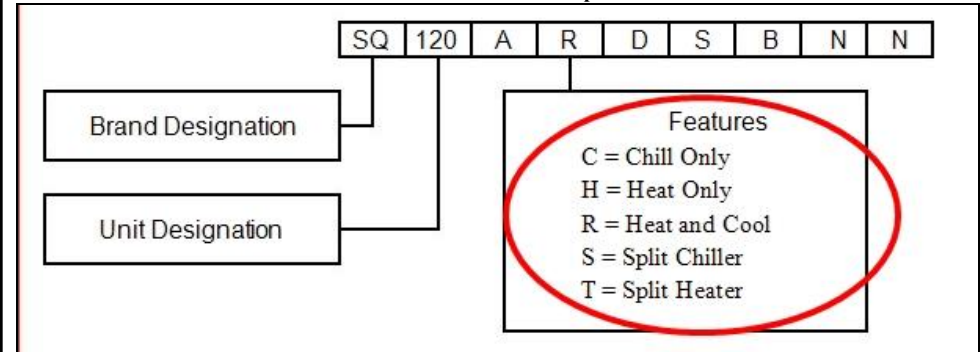 SQ 120 A R D S B N N
Brand Designation
Unit Designation
Features
C = Chill Only
H = Heat Only
R = Heat and Cool
S = Split Chiller
T = Split Heater